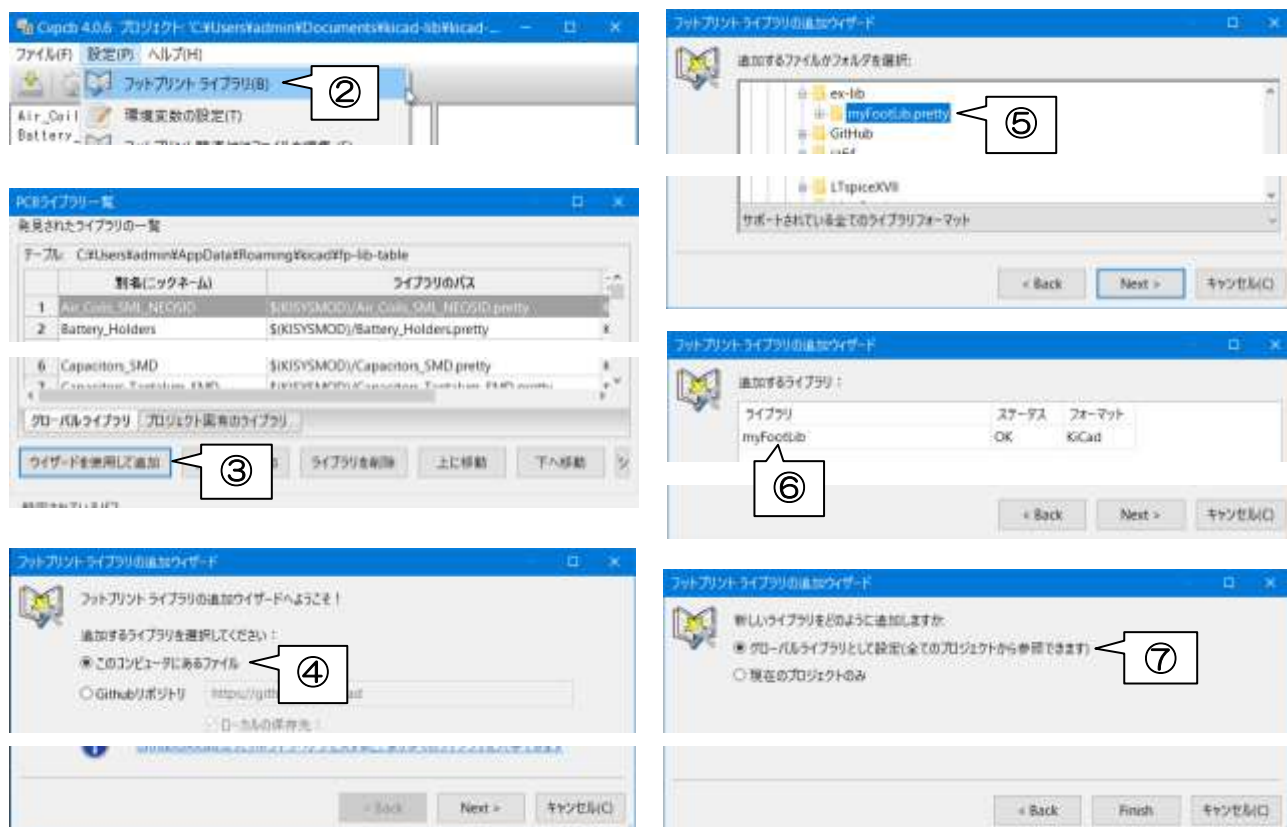 Cvpcb 4.0.6 プロジェクト: 'C:¥Users¥admin¥Documents¥kicad-lib¥kicad-...
ファイル(F) 設定(P) ヘルプ(H)
フットプリント ライブラリ(B)
②
Air_Coil
環境変数の設定(T)
Battery_
PCBライブラリ一覧
発見されたライブラリの一覧
テーブル: C:¥Users¥admin¥AppData¥Roaming¥kicad¥fp-lib-table
別名(ニックネーム) ライブラリのパス
1 Air_Coils_SML_NEOSID $(KISYSMOD)/Air_Coils_SML_NEOSID.pretty
2 Battery_Holders $(KISYSMOD)/Battery_Holders.pretty
6 Capacitors_SMD $(KISYSMOD)/Capacitors_SMD.pretty
7 Capacitors_Tantalum_SMD $(KISYSMOD)/Capacitors_Tantalum_SMD.pretty
グローバルライブラリ プロジェクト固有のライブラリ
ウィザードを使用して追加 ライブラリを削除 上に移動 下へ移動
③
フットプリント ライブラリの追加ウィザード
フットプリント ライブラリの追加ウィザードへようこそ！
追加するライブラリを選択してください：
このコンピュータにあるファイル
④
Githubリポジトリ
ローカルの保存先：
< Back Next > キャンセル(C)
フットプリント ライブラリの追加ウィザード
追加するファイルかフォルダを選択:
ex-lib
myFootLib.pretty
⑤
GitHub
LTspiceXVII
サポートされている全てのライブラリフォーマット
< Back Next > キャンセル(C)
フットプリント ライブラリの追加ウィザード
追加するライブラリ：
ライブラリ ステータス フォーマット
myFootLib OK KiCad
⑥
< Back Next > キャンセル(C)
フットプリント ライブラリの追加ウィザード
新しいライブラリをどのように追加しますか
グローバルライブラリとして設定(全てのプロジェクトから参照できます)
⑦
現在のプロジェクトのみ
< Back Finish キャンセル(C)